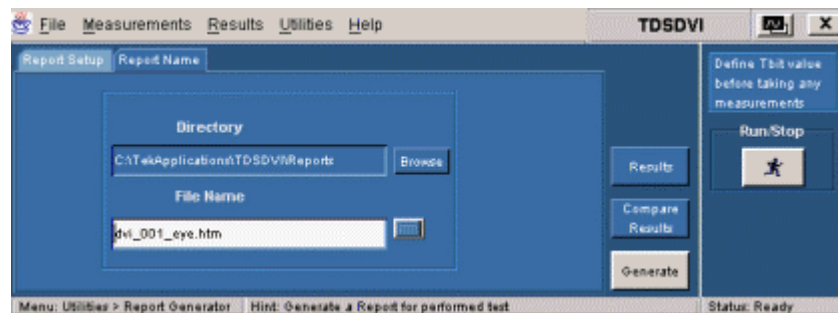 File Measurements Results Utilities Help TDSDVI X
Report Setup Report Name
Define Tbit value
before taking any
measurements
Directory
C:\TekApplications\TDSDVI\Reports Browse
Run/Stop
Results
File Name
dvi_001_eye.htm
Compare
Results
Generate
Menu: Utilities > Report Generator Hint: Generate a Report for performed test Status: Ready